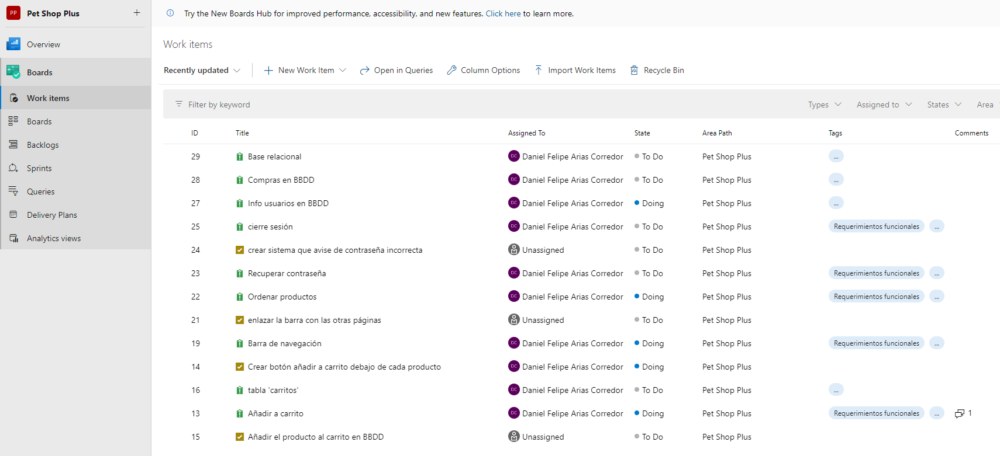 PP Pet Shop Plus
Try the New Boards Hub for improved performance, accessibility, and new features. Click here to learn more.
Overview
Boards
Work items
Boards
Backlogs
Sprints
Queries
Delivery Plans
Analytics views
Work items
Recently updated New Work Item Open in Queries Column Options Import Work Items Recycle Bin
Filter by keyword Types Assigned to States Area
ID Title Assigned To State Area Path Tags Comments
29 Base relacional DC Daniel Felipe Arias Corredor To Do Pet Shop Plus ...
28 Compras en BBDD DC Daniel Felipe Arias Corredor To Do Pet Shop Plus ...
27 Info usuarios en BBDD DC Daniel Felipe Arias Corredor Doing Pet Shop Plus ...
25 cierre sesión DC Daniel Felipe Arias Corredor To Do Pet Shop Plus Requerimientos funcionales ...
24 crear sistema que avise de contraseña incorrecta Unassigned To Do Pet Shop Plus
23 Recuperar contraseña DC Daniel Felipe Arias Corredor To Do Pet Shop Plus Requerimientos funcionales ...
22 Ordenar productos DC Daniel Felipe Arias Corredor Doing Pet Shop Plus Requerimientos funcionales ...
21 enlazar la barra con las otras páginas Unassigned To Do Pet Shop Plus
19 Barra de navegación DC Daniel Felipe Arias Corredor Doing Pet Shop Plus Requerimientos funcionales ...
14 Crear botón añadir a carrito debajo de cada producto DC Daniel Felipe Arias Corredor Doing Pet Shop Plus
16 tabla 'carritos' DC Daniel Felipe Arias Corredor To Do Pet Shop Plus ...
13 Añadir a carrito DC Daniel Felipe Arias Corredor Doing Pet Shop Plus Requerimientos funcionales ... 1
15 Añadir el producto al carrito en BBDD Unassigned To Do Pet Shop Plus